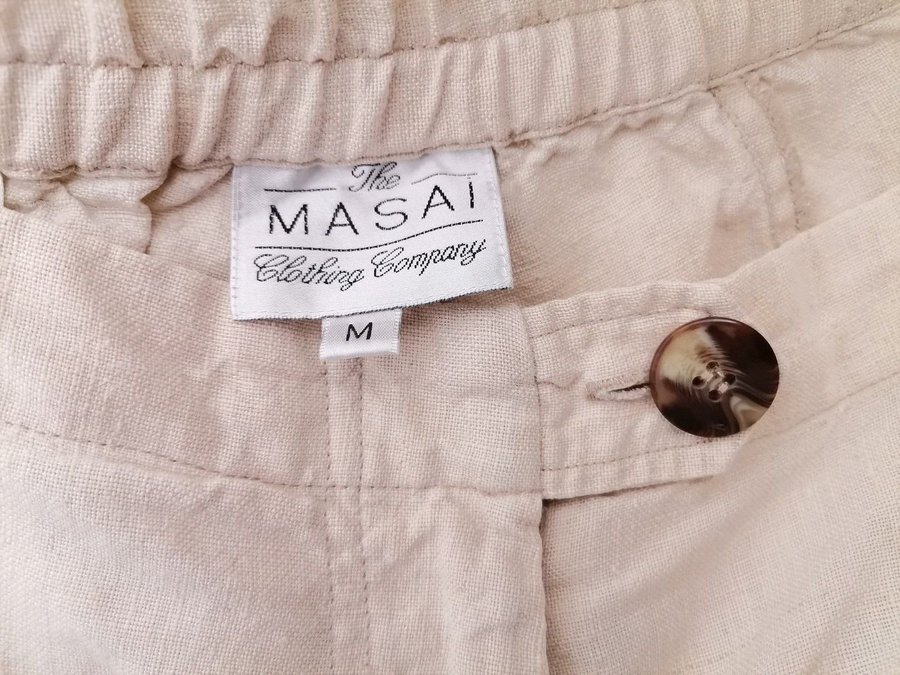 The
MASAI
Clothing Company
M